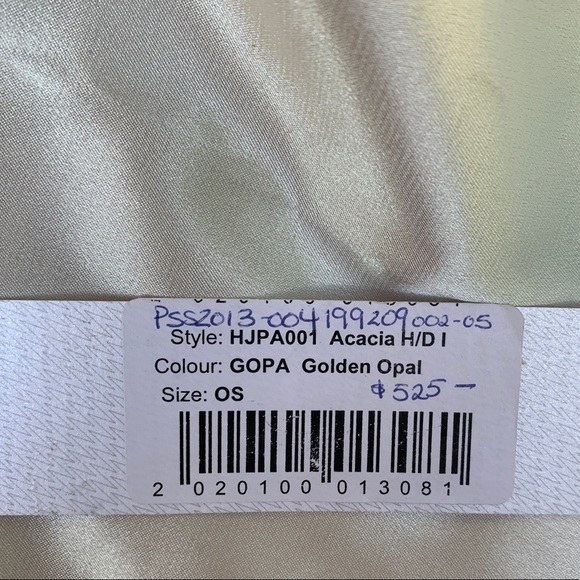 PSS2013-004199209002-05
Style: HJPA001 Acacia H/D I
Colour: GOPA Golden Opal
Size: OS $525-
2 020100 013081